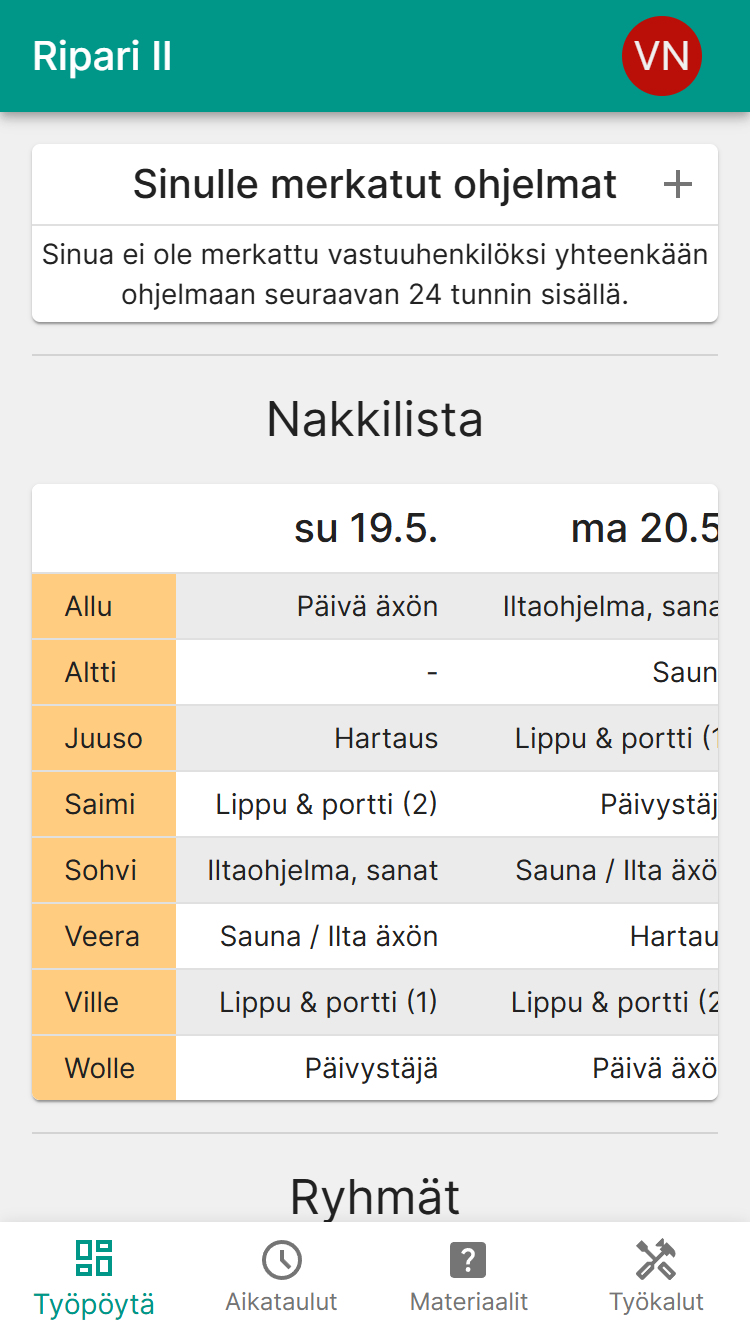 Ripari II VN
Sinulle merkatut ohjelmat
Sinua ei ole merkattu vastuuhenkilöksi yhteenkään
ohjelmaan seuraavan 24 tunnin sisällä.
Nakkilista
su 19.5. ma 20.5
Allu Päivä äxön Iltaohjelma, sana
Altti - Saun
Juuso Hartaus Lippu & portti (1
Saimi Lippu & portti (2) Päivystäj
Sohvi Iltaohjelma, sanat Sauna / Ilta äxö
Veera Sauna / Ilta äxön Hartau
Ville Lippu & portti (1) Lippu & portti (2
Wolle Päivystäjä Päivä äxö
Ryhmät
Työpöytä Aikataulut Materiaalit Työkalut